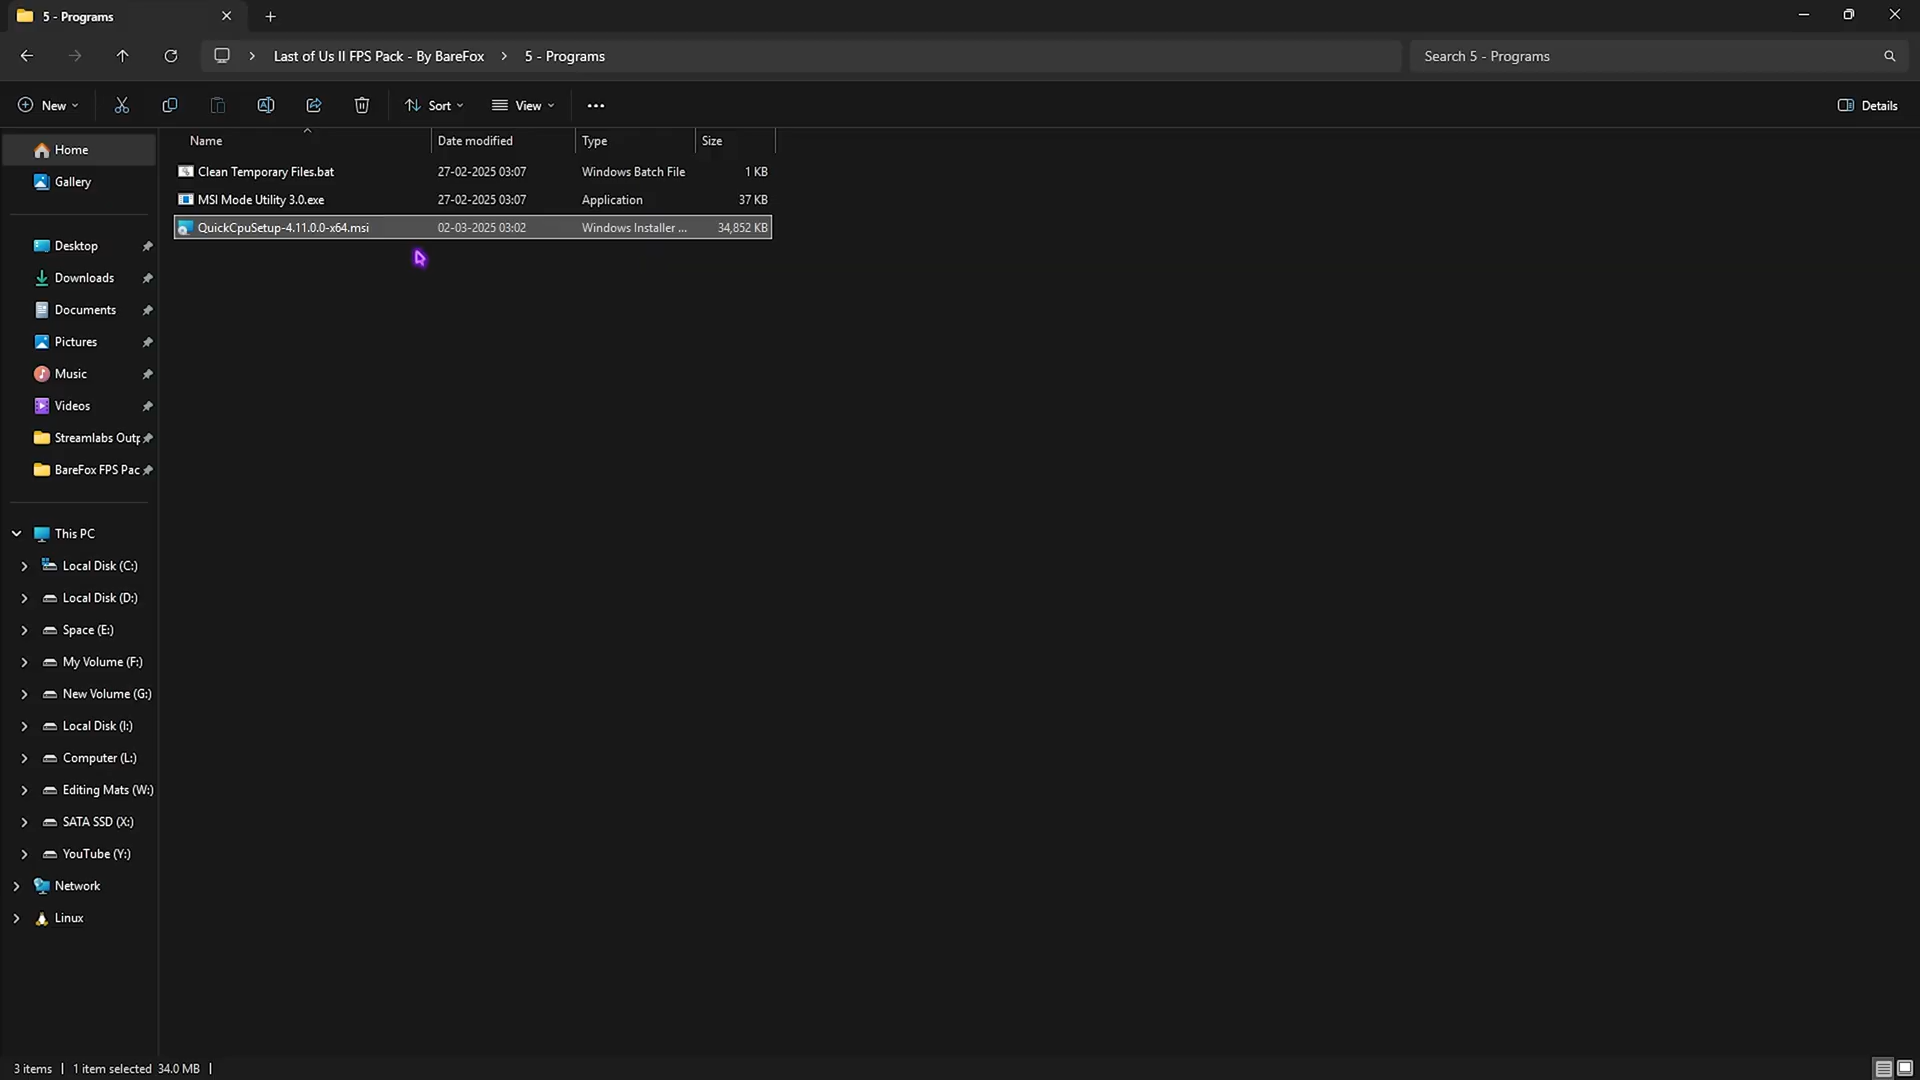 5 - Programs
Last of Us II FPS Pack - By BareFox > 5 - Programs
Search 5 - Programs
New
Sort
View
Details
Name Date modified Type Size
Clean Temporary Files.bat 27-02-2025 03:07 Windows Batch File 1 KB
MSI Mode Utility 3.0.exe 27-02-2025 03:07 Application 37 KB
QuickCpuSetup-4.11.0.0-x64.msi 02-03-2025 03:02 Windows Installer ... 34,852 KB
Home
Gallery
Desktop
Downloads
Documents
Pictures
Music
Videos
Streamlabs Outp
BareFox FPS Pac
This PC
Local Disk (C:)
Local Disk (D:)
Space (E:)
My Volume (F:)
New Volume (G:)
Local Disk (I:)
Computer (L:)
Editing Mats (W:)
SATA SSD (X:)
YouTube (Y:)
Network
Linux
3 items | 1 item selected 34.0 MB |